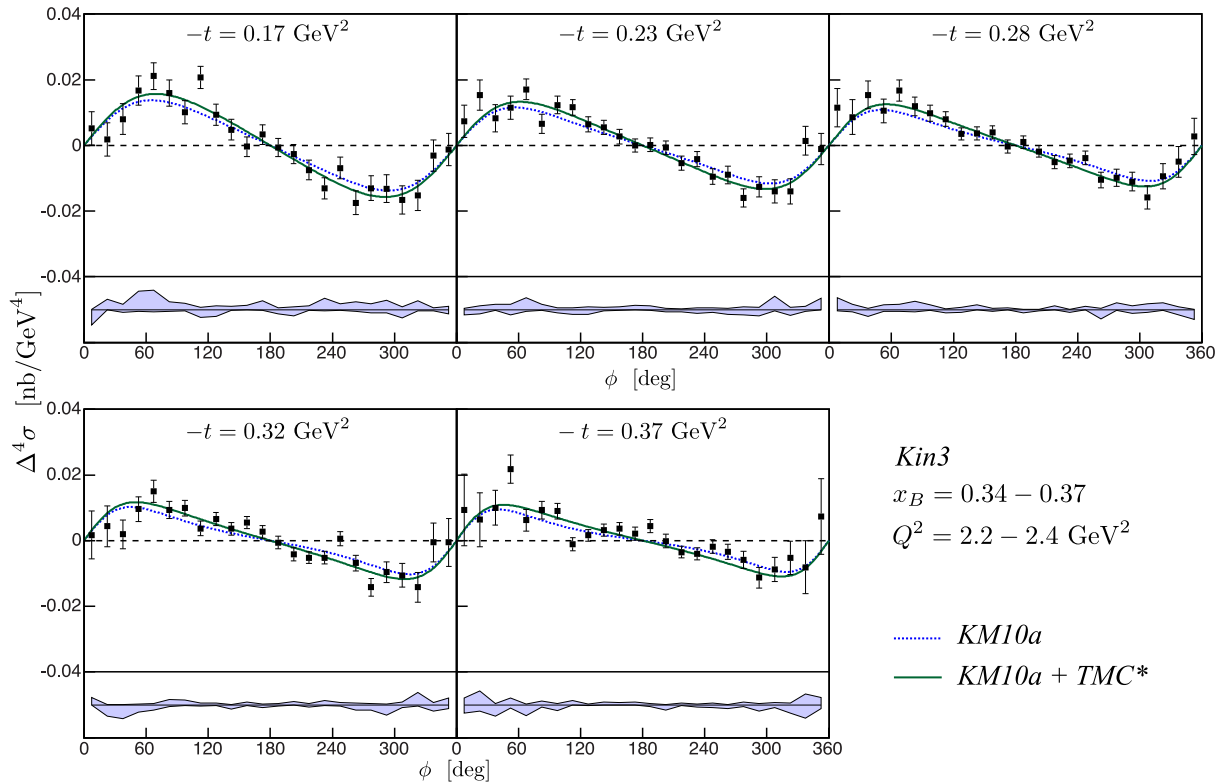 −t = 0.17 GeV²
−t = 0.23 GeV²
−t = 0.28 GeV²
0.04
0.02
0
-0.02
-0.04
0 60 120 180 240 300 0 60 120 180 240 300 0 60 120 180 240 300 360
φ [deg]
φ [deg]
Δ⁴σ [nb/GeV⁴]
−t = 0.32 GeV²
− t = 0.37 GeV²
0.04
0.02
0
-0.02
-0.04
0 60 120 180 240 300 0 60 120 180 240 300 360
φ [deg]
Kin3
x_B = 0.34 − 0.37
Q² = 2.2 − 2.4 GeV²
KM10a
KM10a + TMC*